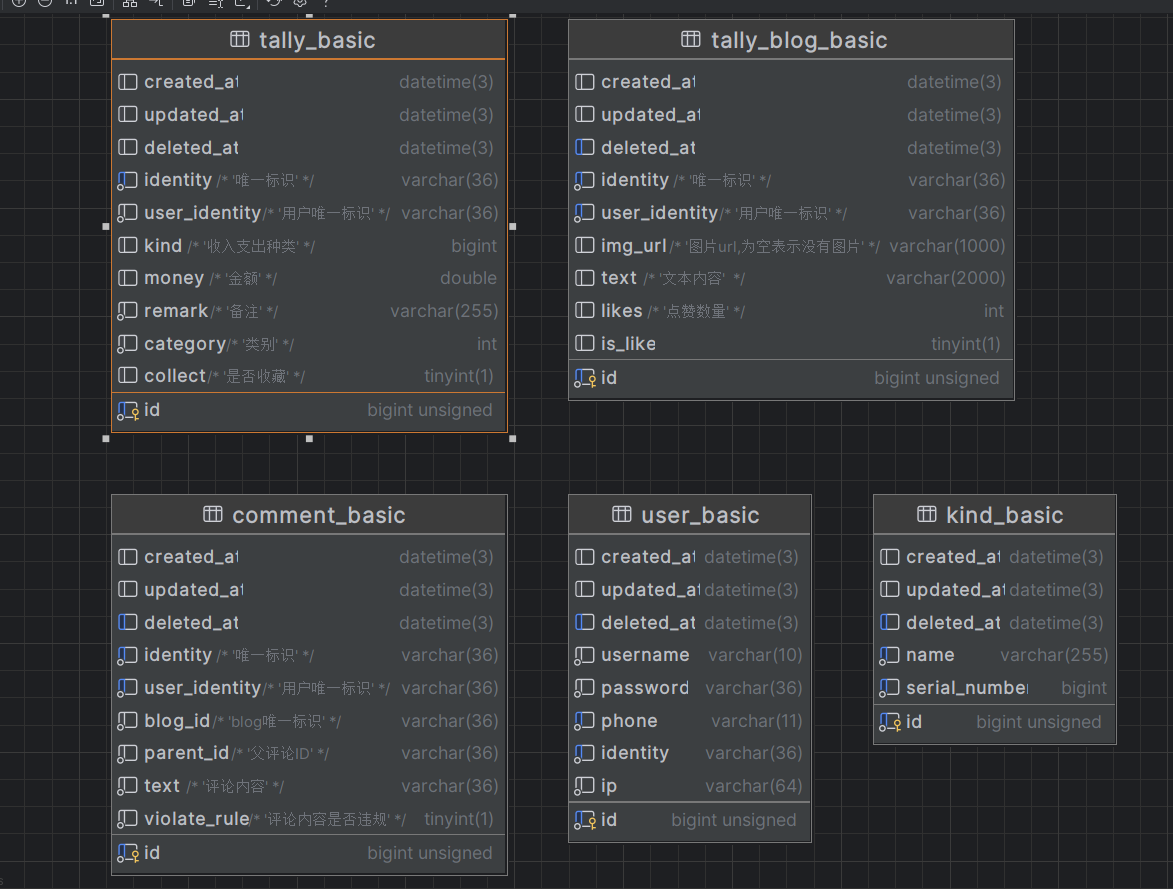 tally_basic
created_at datetime(3)
updated_at datetime(3)
deleted_at datetime(3)
identity /* '唯一标识' */ varchar(36)
user_identity /* '用户唯一标识' */ varchar(36)
kind /* '收入支出种类' */ bigint
money /* '金额' */ double
remark /* '备注' */ varchar(255)
category /* '类别' */ int
collect /* '是否收藏' */ tinyint(1)
id bigint unsigned
tally_blog_basic
created_at datetime(3)
updated_at datetime(3)
deleted_at datetime(3)
identity /* '唯一标识' */ varchar(36)
user_identity /* '用户唯一标识' */ varchar(36)
img_url /* '图片url,为空表示没有图片' */ varchar(1000)
text /* '文本内容' */ varchar(2000)
likes /* '点赞数量' */ int
is_like tinyint(1)
id bigint unsigned
comment_basic
created_at datetime(3)
updated_at datetime(3)
deleted_at datetime(3)
identity /* '唯一标识' */ varchar(36)
user_identity /* '用户唯一标识' */ varchar(36)
blog_id /* 'blog唯一标识' */ varchar(36)
parent_id /* '父评论ID' */ varchar(36)
text /* '评论内容' */ varchar(36)
violate_rule /* '评论内容是否违规' */ tinyint(1)
id bigint unsigned
user_basic
created_at datetime(3)
updated_at datetime(3)
deleted_at datetime(3)
username varchar(10)
password varchar(36)
phone varchar(11)
identity varchar(36)
ip varchar(64)
id bigint unsigned
kind_basic
created_at datetime(3)
updated_at datetime(3)
deleted_at datetime(3)
name varchar(255)
serial_number bigint
id bigint unsigned